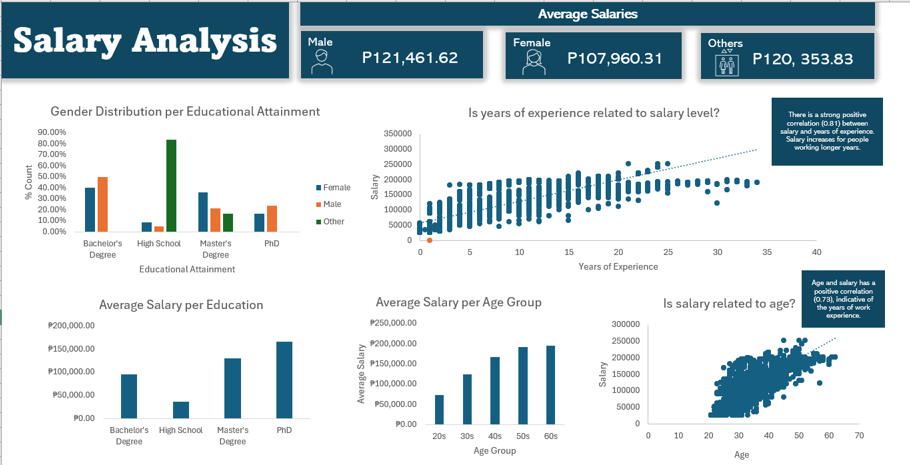 Salary Analysis
Average Salaries
Male
P121,461.62
Female
P107,960.31
Others
P120, 353.83
Gender Distribution per Educational Attainment
90.00%
80.00%
70.00%
60.00%
50.00%
40.00%
30.00%
20.00%
10.00%
0.00%
% Count
Bachelor's Degree
High School
Master's Degree
PhD
Educational Attainment
Female
Male
Other
Is years of experience related to salary level?
350000
300000
250000
200000
150000
100000
50000
0
Salary
0 5 10 15 20 25 30 35 40
Years of Experience
There is a strong positive
correlation (0.81) between
salary and years of experience.
Salary increases for people
working longer years.
Average Salary per Education
₱200,000.00
₱150,000.00
₱100,000.00
₱50,000.00
₱0.00
Bachelor's Degree
High School
Master's Degree
PhD
Average Salary per Age Group
₱250,000.00
₱200,000.00
₱150,000.00
₱100,000.00
₱50,000.00
₱0.00
Average Salary
20s 30s 40s 50s 60s
Age Group
Is salary related to age?
Age and salary has a
positive correlation
(0.73), indicative of
the years of work
experience.
300000
250000
200000
150000
100000
50000
0
Salary
0 10 20 30 40 50 60 70
Age